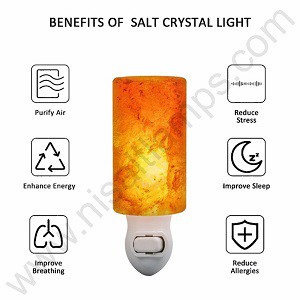 BENEFITS OF SALT CRYSTAL LIGHT
Purify Air
Reduce
Stress
Enhance Energy
Improve Sleep
Improve
Breathing
Reduce
Allergies